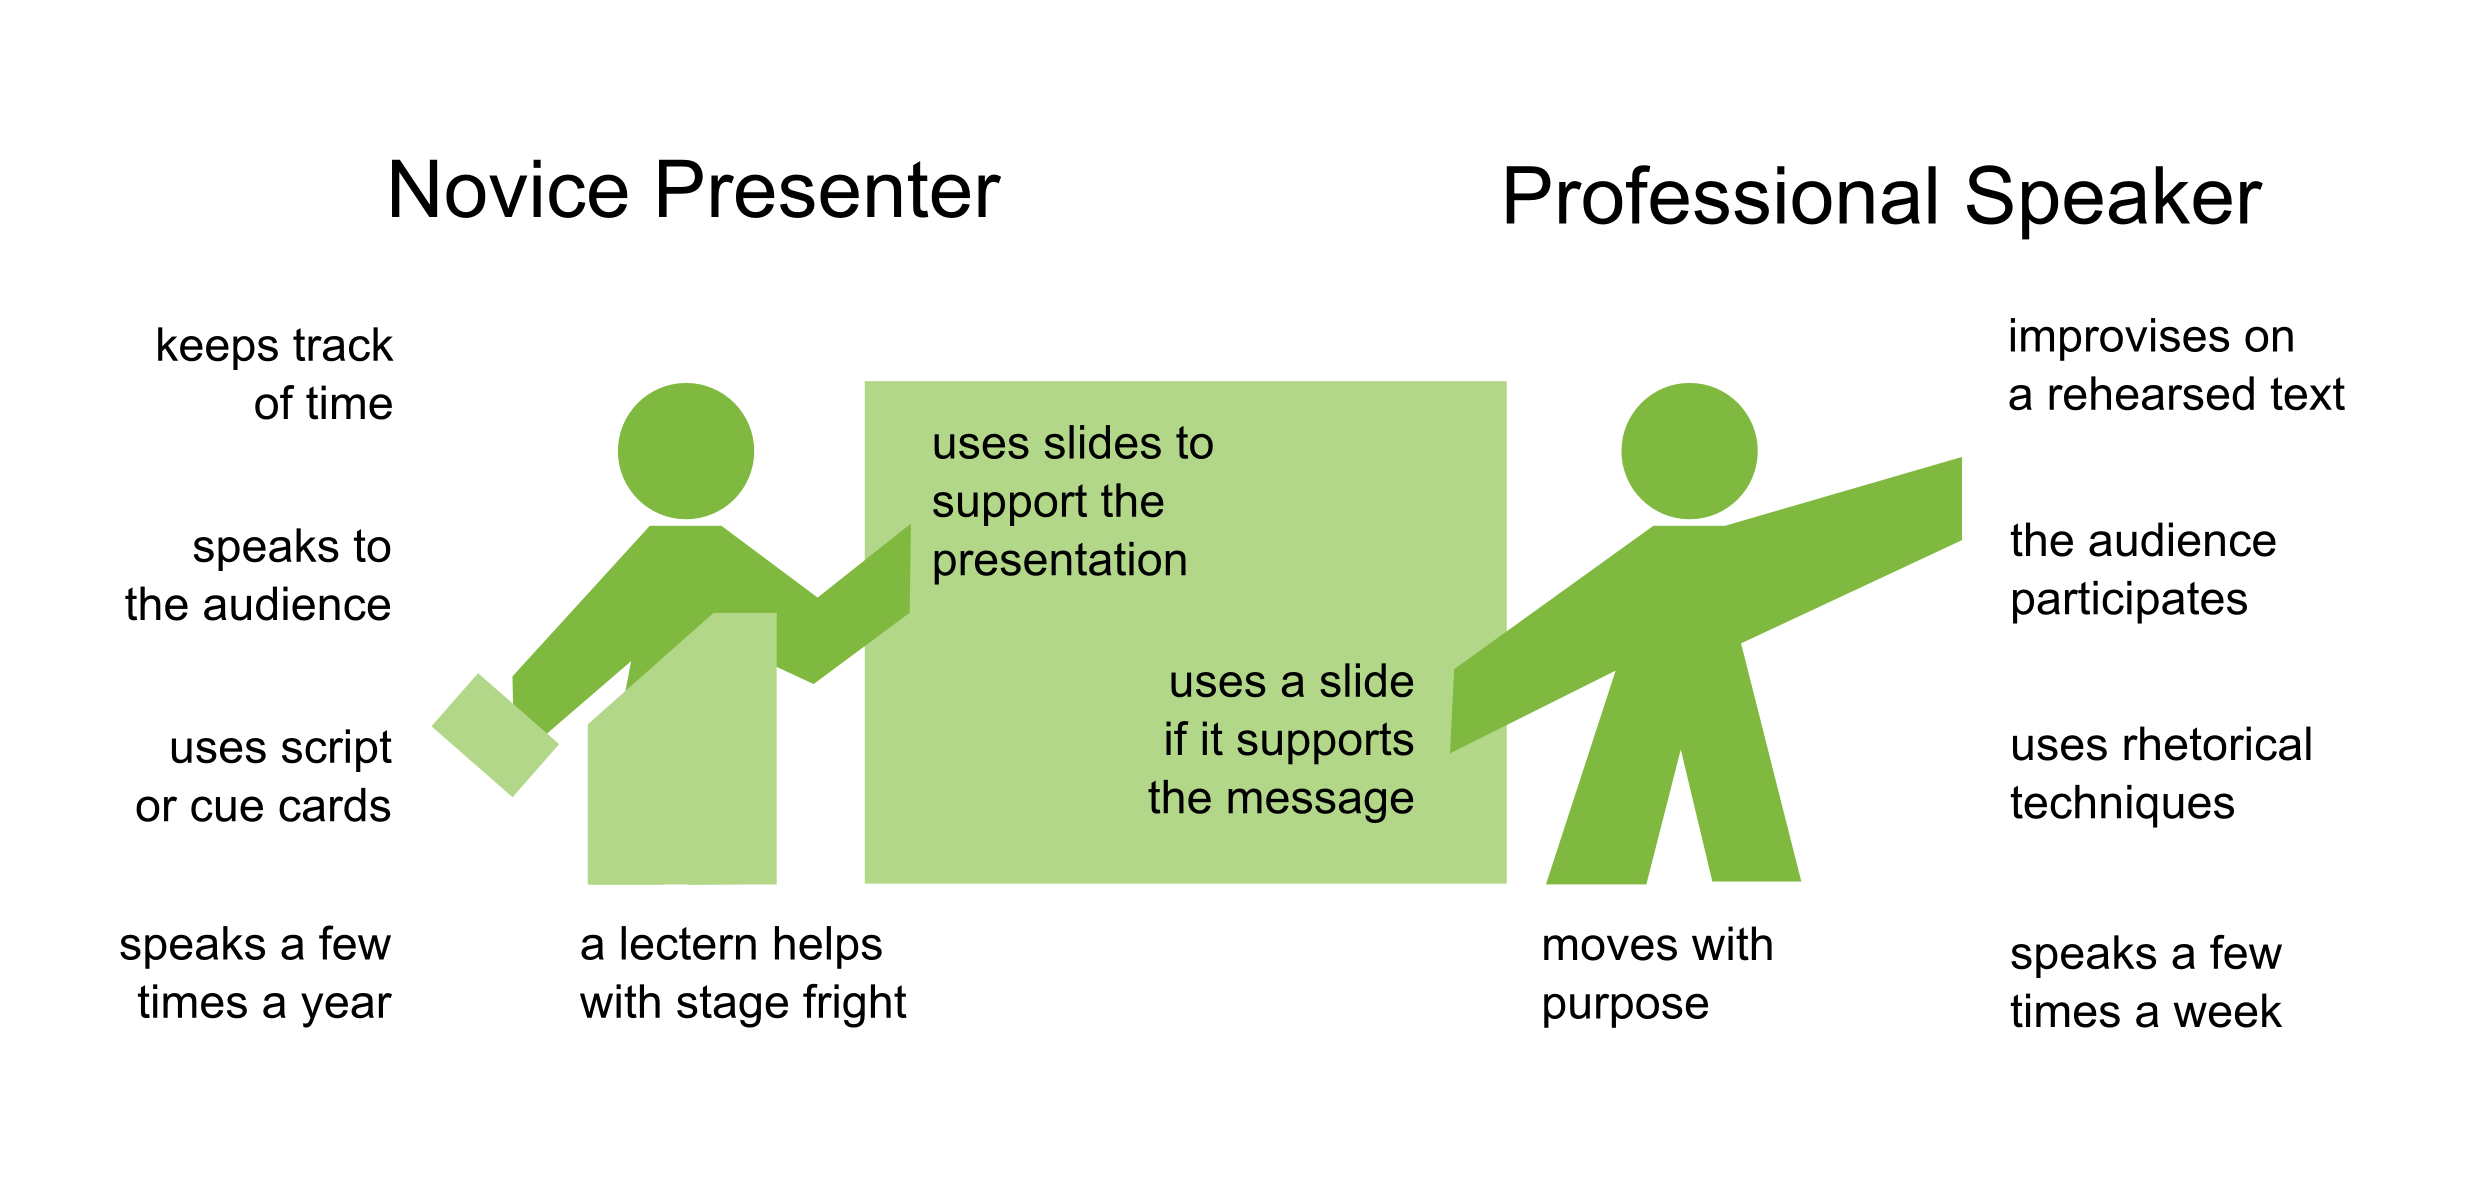 Novice Presenter
keeps track
of time
speaks to
the audience
uses script
or cue cards
speaks a few
times a year
a lectern helps
with stage fright
uses slides to
support the
presentation
Professional Speaker
uses a slide
if it supports
the message
moves with
purpose
improvises on
a rehearsed text
the audience
participates
uses rhetorical
techniques
speaks a few
times a week